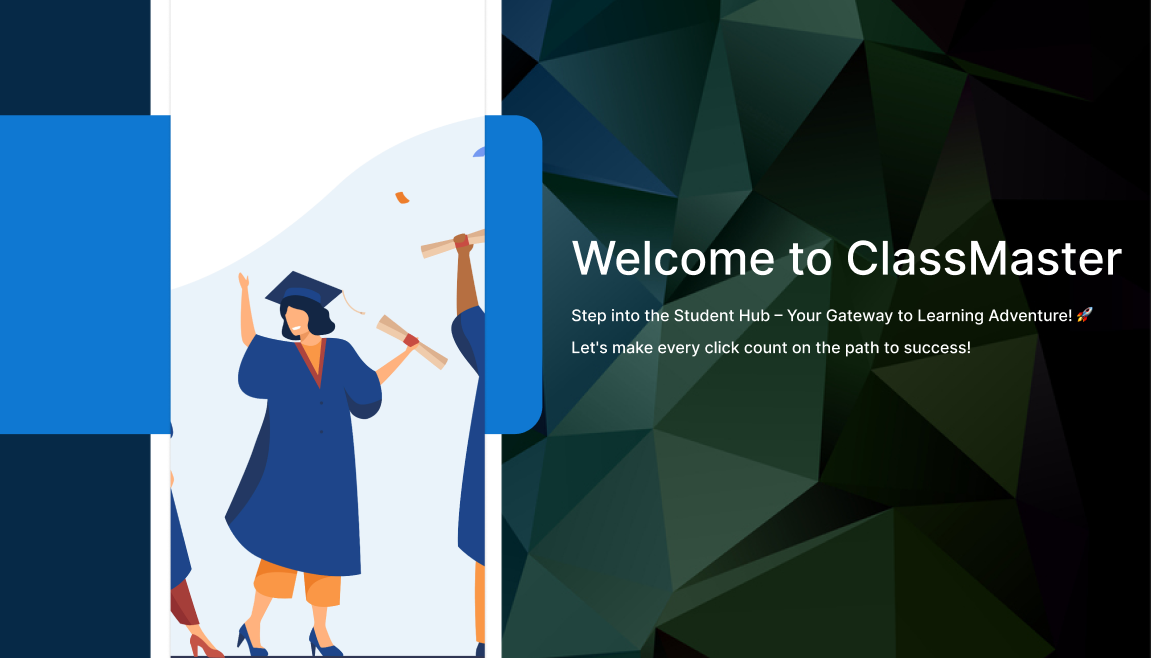 Welcome to ClassMaster
Step into the Student Hub – Your Gateway to Learning Adventure! 🚀
Let's make every click count on the path to success!